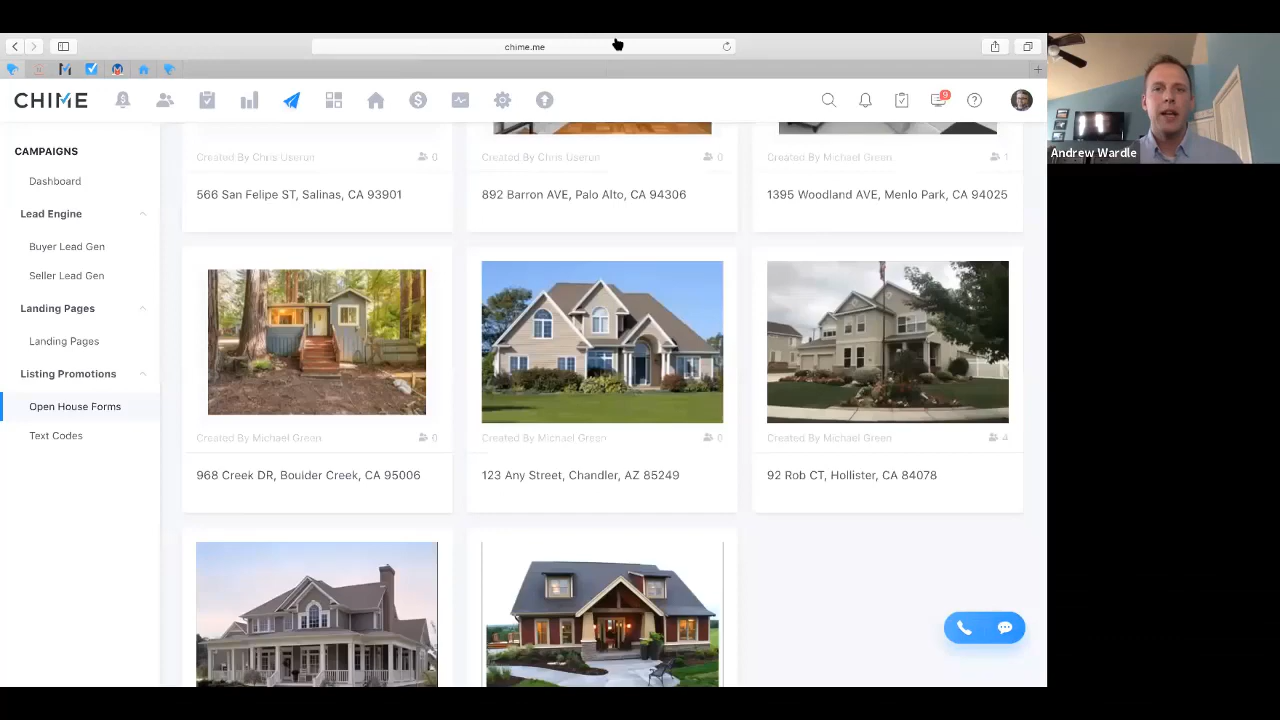 chime.me
CHIME
9
Andrew Wardle
CAMPAIGNS
Dashboard
Lead Engine
Buyer Lead Gen
Seller Lead Gen
Landing Pages
Landing Pages
Listing Promotions
Open House Forms
Text Codes
Created By Chris Userun 0
Created By Chris Userun 0
Created By Michael Green 1
566 San Felipe ST, Salinas, CA 93901
892 Barron AVE, Palo Alto, CA 94306
1395 Woodland AVE, Menlo Park, CA 94025
Created By Michael Green 0
Created By Michael Green 0
Created By Michael Green 4
968 Creek DR, Boulder Creek, CA 95006
123 Any Street, Chandler, AZ 85249
92 Rob CT, Hollister, CA 84078